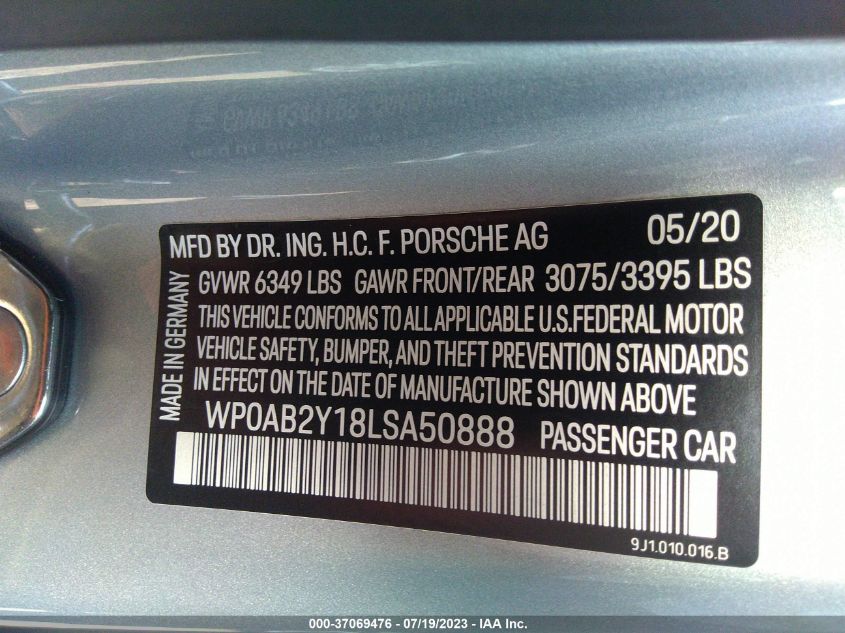 MFD BY DR. ING. H.C. F. PORSCHE AG 05/20
GVWR 6349 LBS GAWR FRONT/REAR 3075/3395 LBS
THIS VEHICLE CONFORMS TO ALL APPLICABLE U.S.FEDERAL MOTOR
VEHICLE SAFETY, BUMPER, AND THEFT PREVENTION STANDARDS
IN EFFECT ON THE DATE OF MANUFACTURE SHOWN ABOVE
WP0AB2Y18LSA50888 PASSENGER CAR
MADE IN GERMANY
9J1.010.016.B
000-37069476 - 07/19/2023 - IAA Inc.